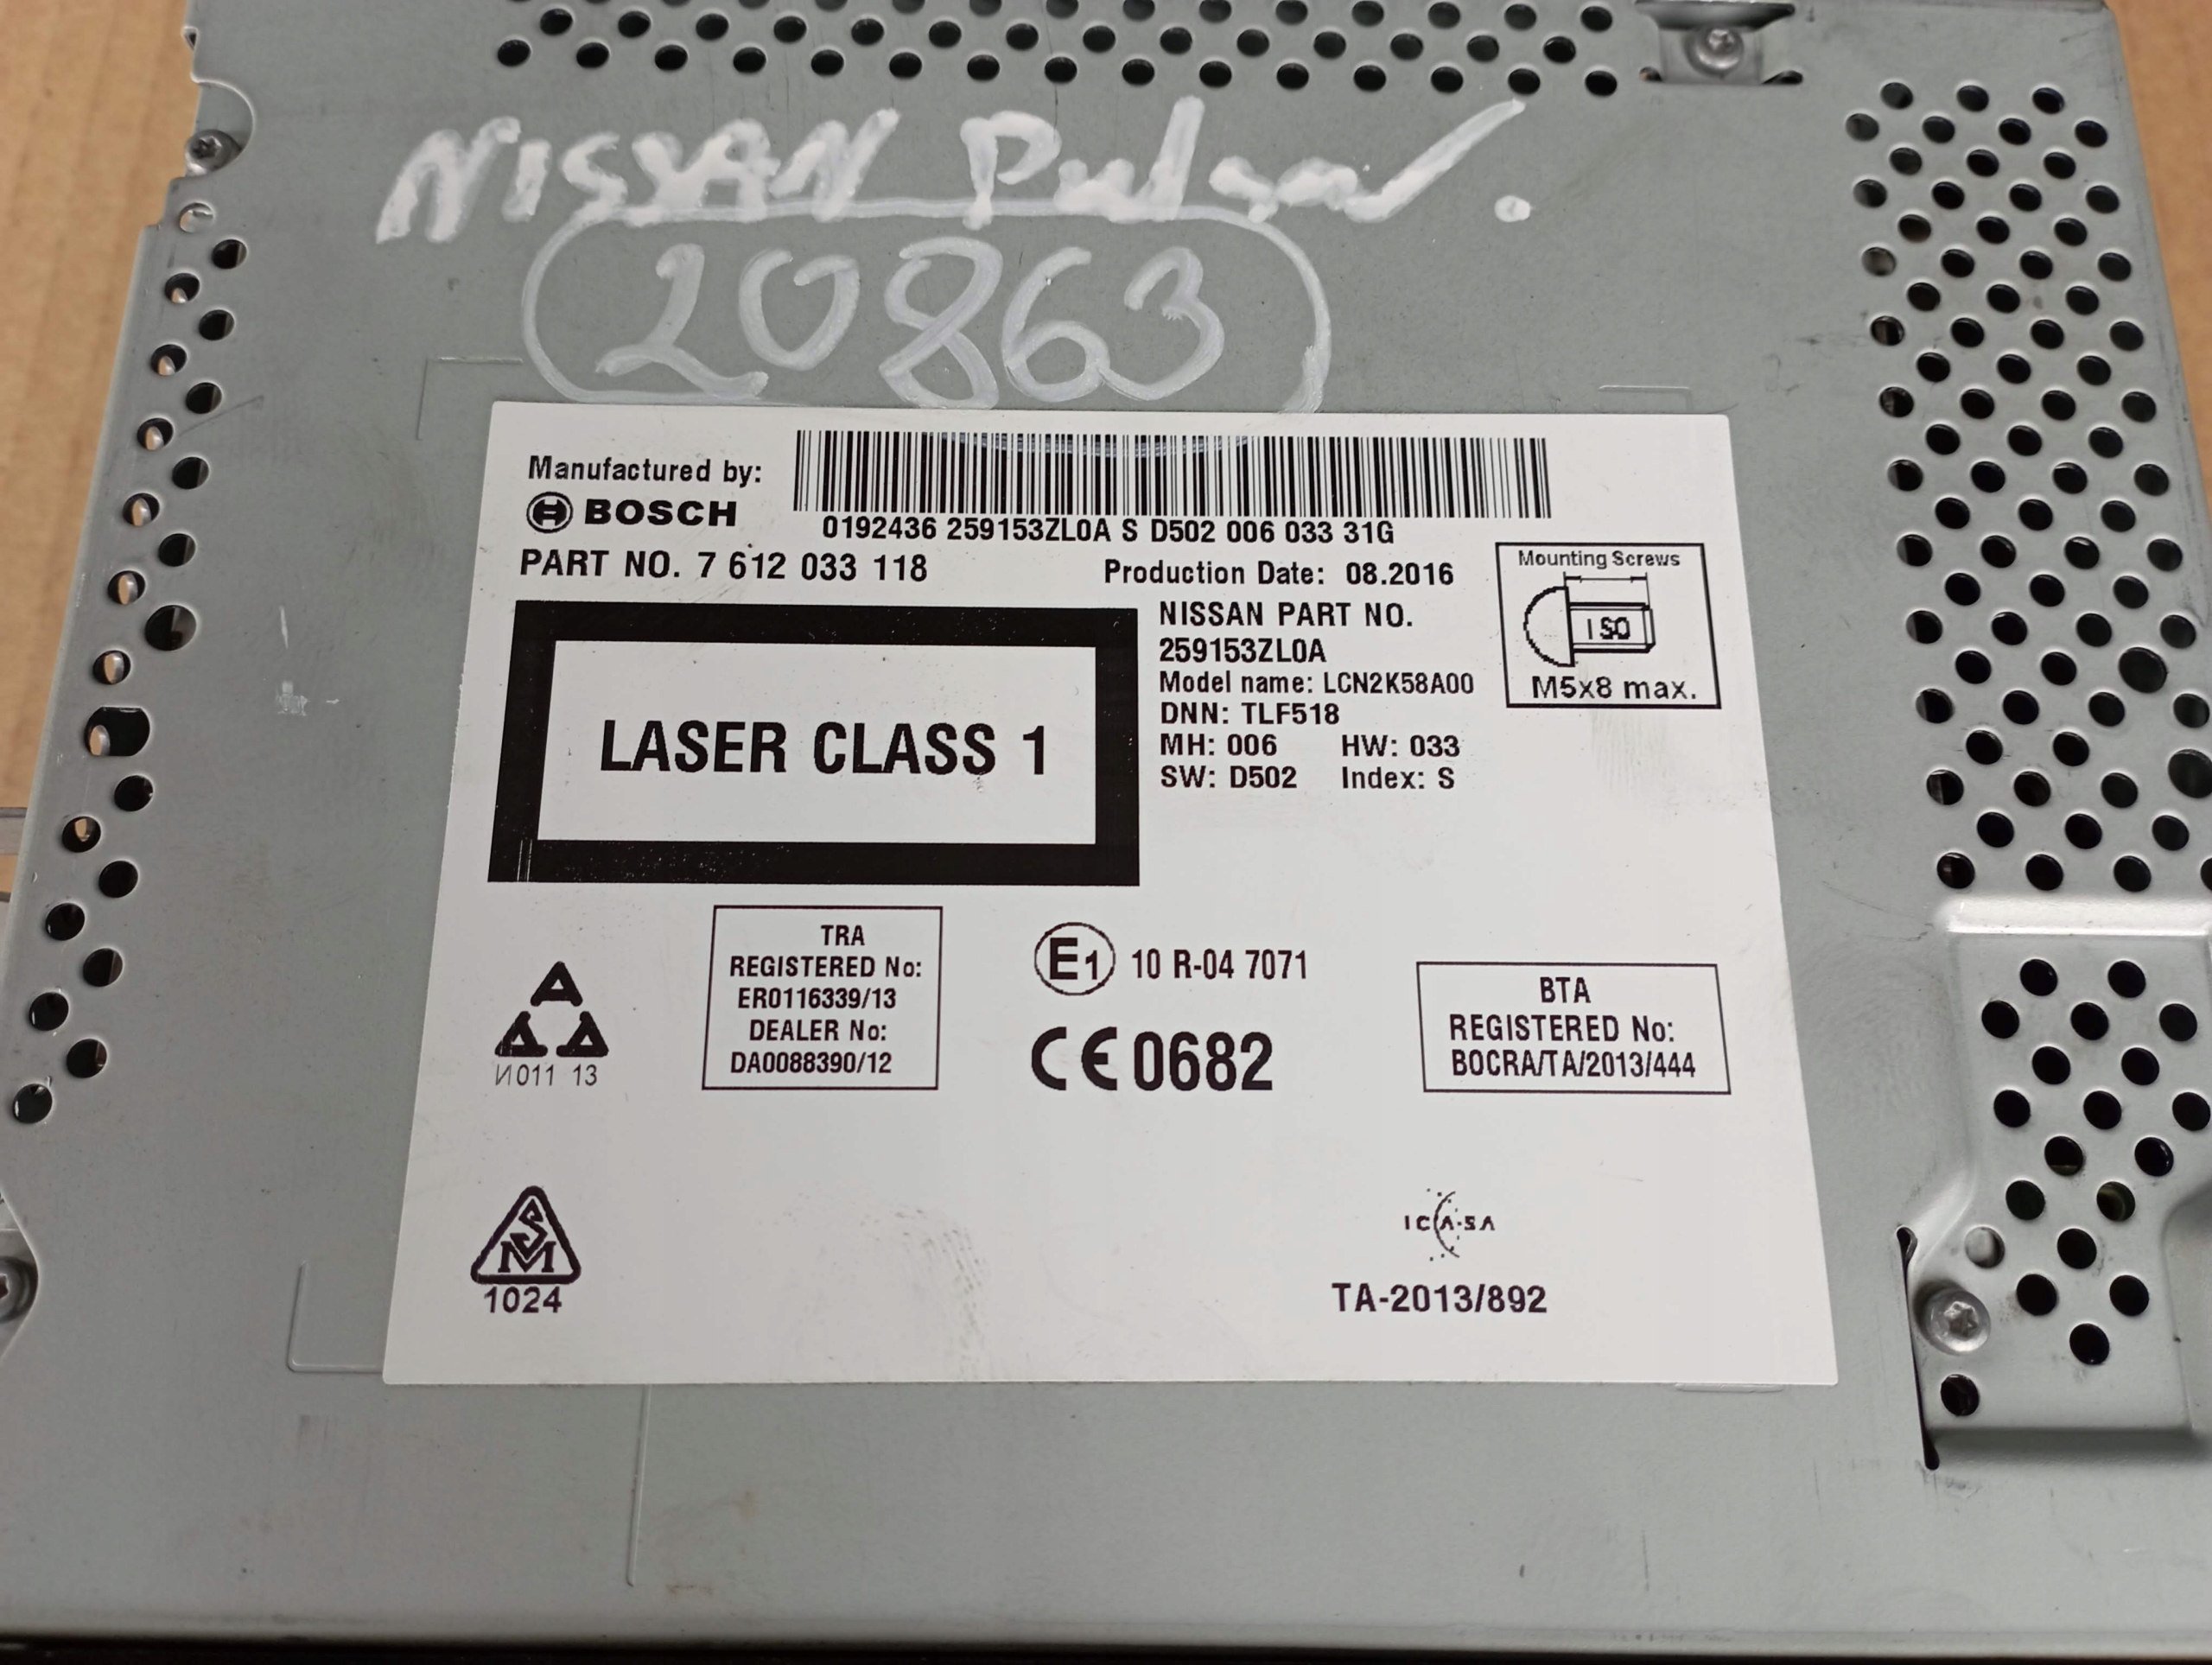 NISSAN Pulsar.
20863
Manufactured by:
BOSCH
0192436 259153ZL0A S D502 006 033 31G
PART NO. 7 612 033 118
Production Date: 08.2016
Mounting Screws
ISO
M5x8 max.
NISSAN PART NO.
259153ZL0A
Model name: LCN2K58A00
DNN: TLF518
MH: 006 HW: 033
SW: D502 Index: S
LASER CLASS 1
И011 13
TRA
REGISTERED No:
ER0116339/13
DEALER No:
DA0088390/12
E1 10 R-04 7071
CE 0682
BTA
REGISTERED No:
BOCRA/TA/2013/444
SM
1024
ICASA
TA-2013/892